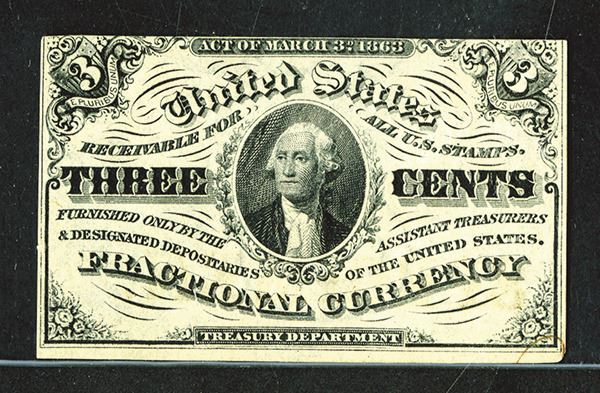 ACT OF MARCH 3D. 1863
3
E PLURIBUS UNUM
3
E PLURIBUS UNUM
United States
RECEIVABLE FOR ALL U.S. STAMPS.
THREE CENTS
FURNISHED ONLY BY THE ASSISTANT TREASURERS
& DESIGNATED DEPOSITARIES OF THE UNITED STATES.
FRACTIONAL CURRENCY
TREASURY DEPARTMENT